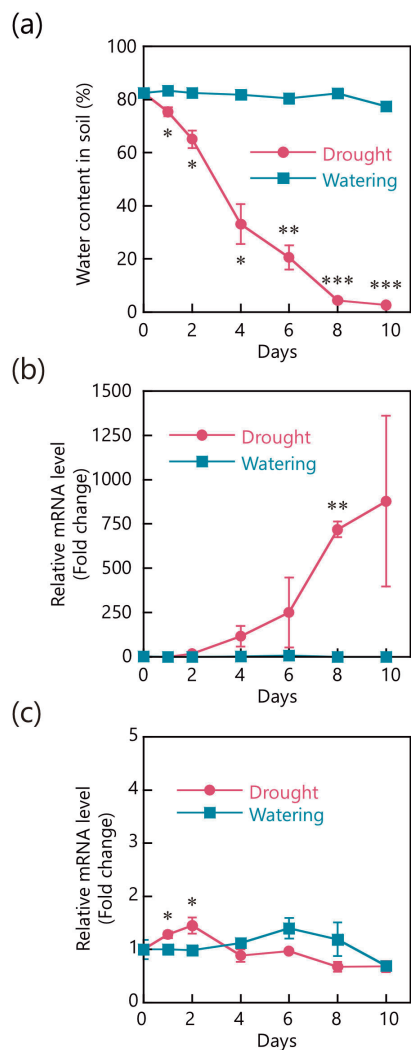 (a)
100
80
60
40
20
0
Water content in soil (%)
Drought
Watering
*
*
*
**
***
***
0 2 4 6 8 10
Days
(b)
1500
1250
1000
750
500
250
0
Relative mRNA level
(Fold change)
Drought
Watering
**
0 2 4 6 8 10
Days
(c)
5
4
3
2
1
0
Relative mRNA level
(Fold change)
Drought
Watering
*
*
0 2 4 6 8 10
Days